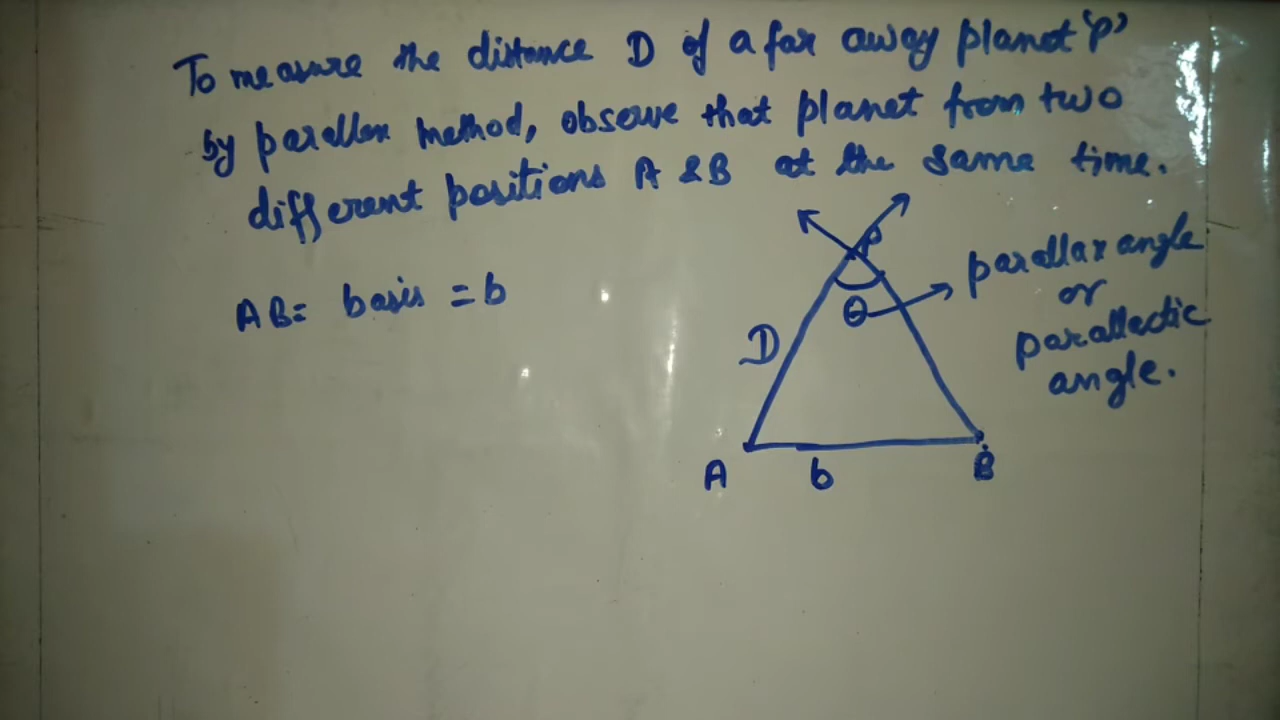 To measure the distance D of a far away planet 'p'
by parallax method, observe that planet from two
different positions A & B at the same time.
AB = basis = b
P
θ
parallax angle
or
parallectic
angle.
D
A
b
B